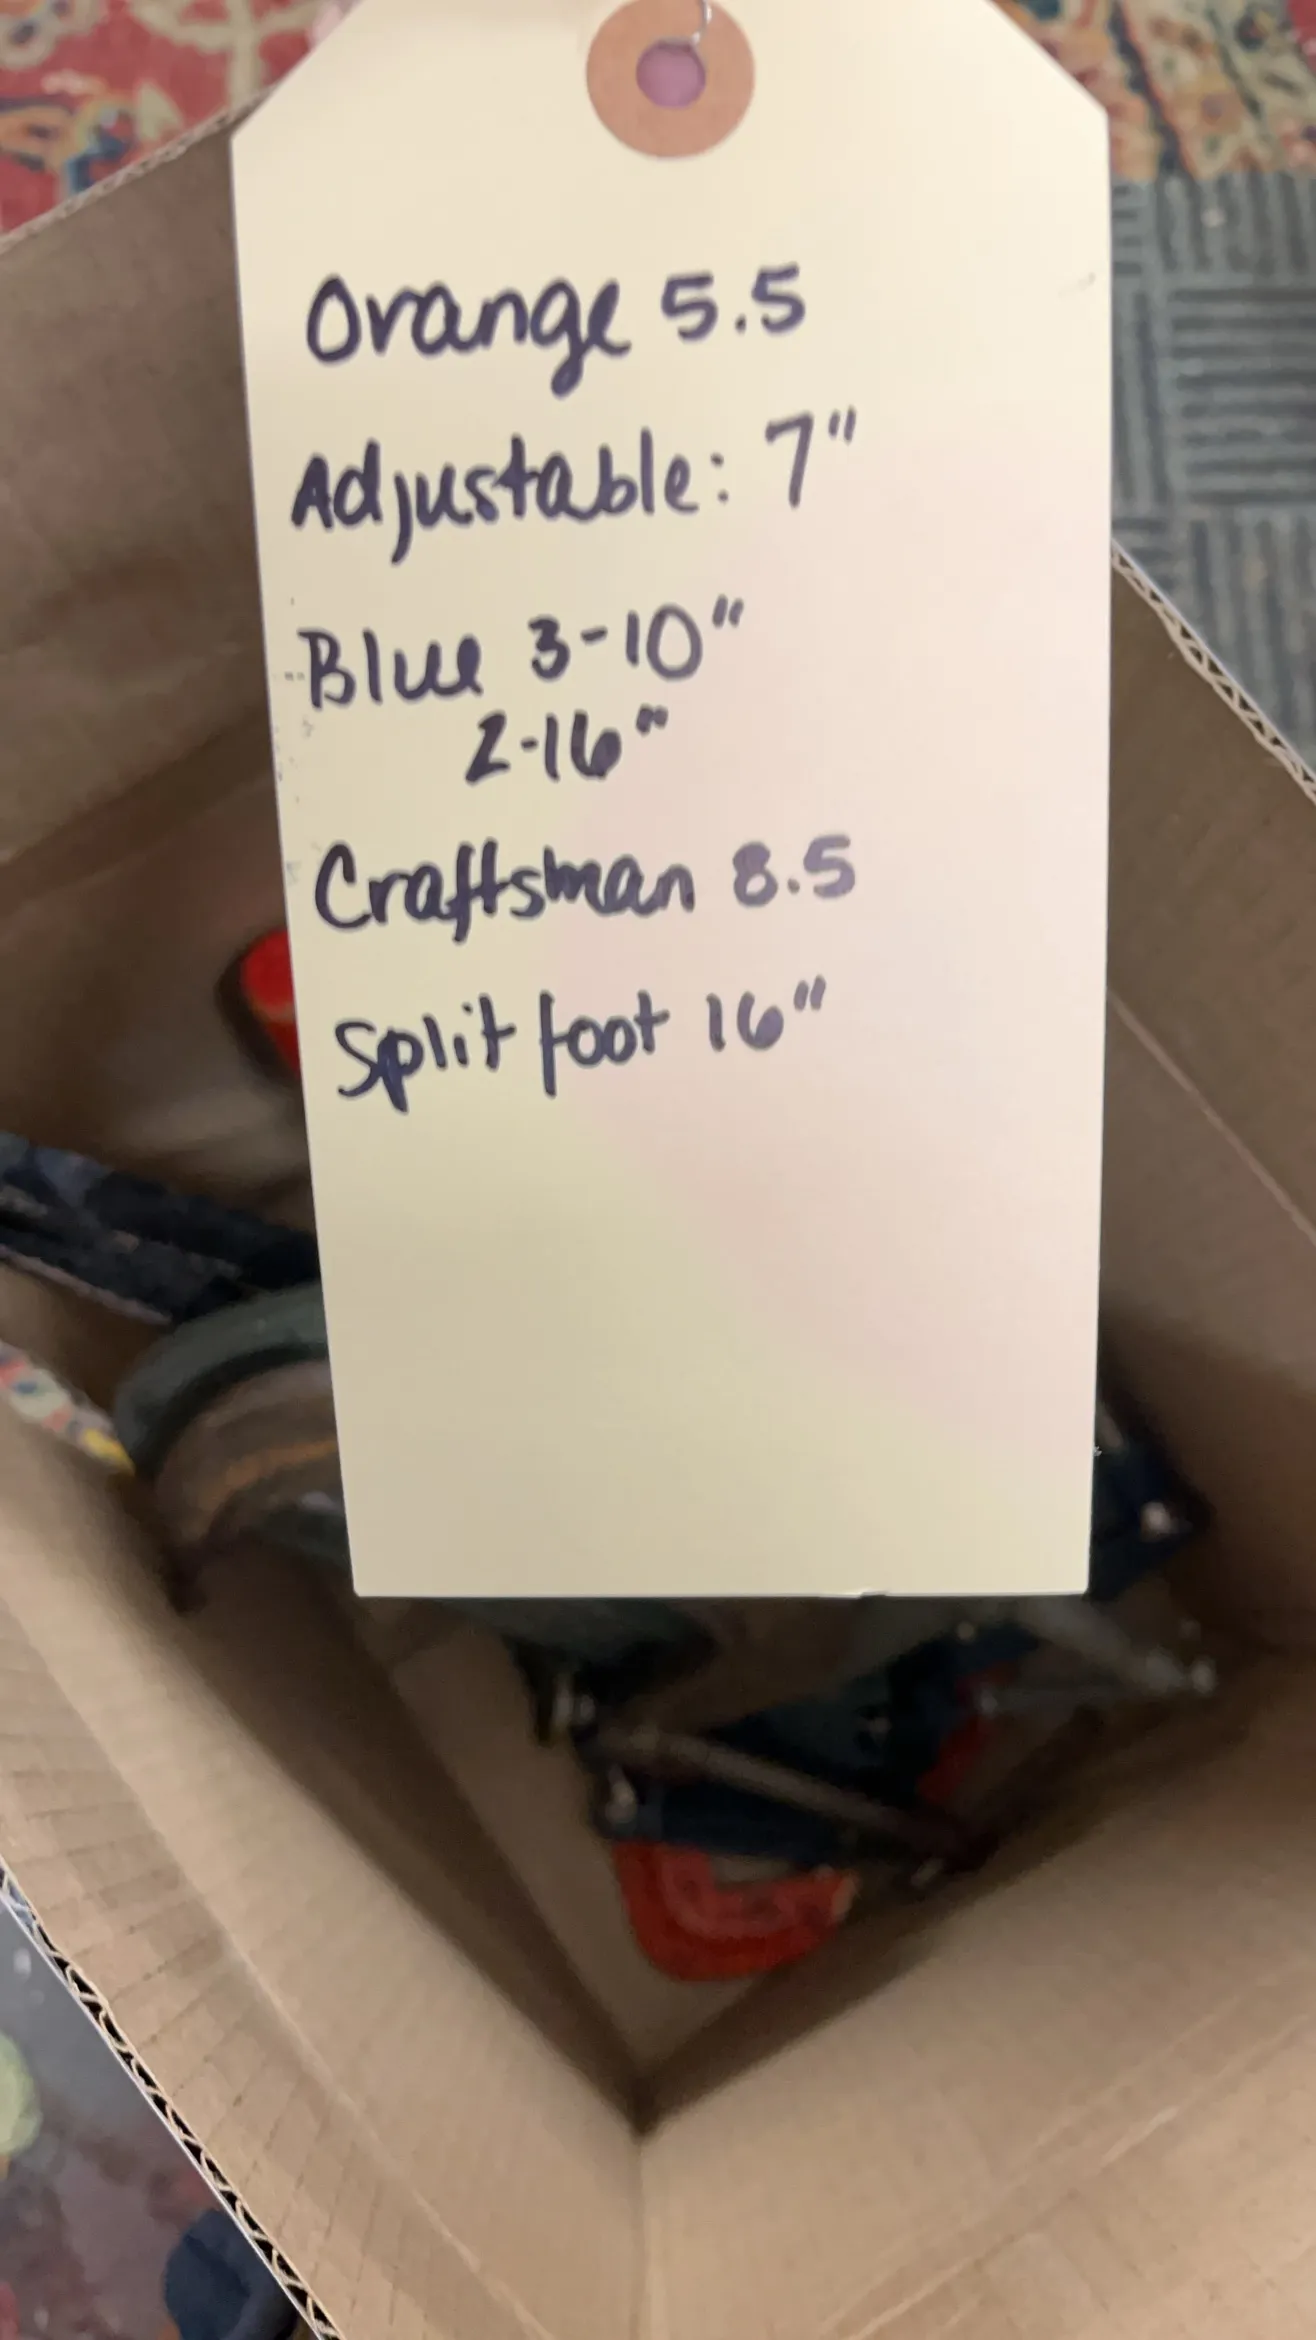 Orange 5.5
Adjustable: 7"
Blue 3-10"
2-16"
Craftsman 8.5
Split foot 16"